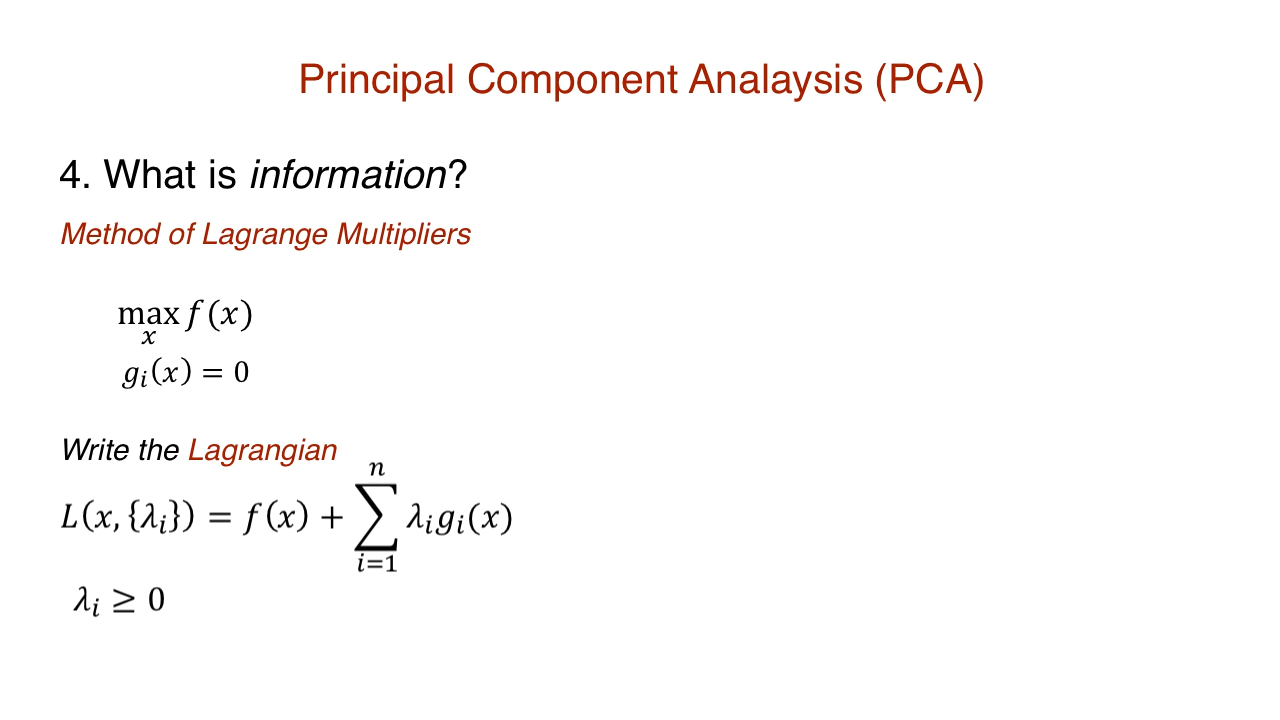 Principal Component Analaysis (PCA)
4. What is information?
Method of Lagrange Multipliers
max f(x)
x
g_i(x) = 0
Write the Lagrangian
L(x, {λ_i}) = f(x) + ∑_{i=1}^{n} λ_i g_i(x)
λ_i ≥ 0